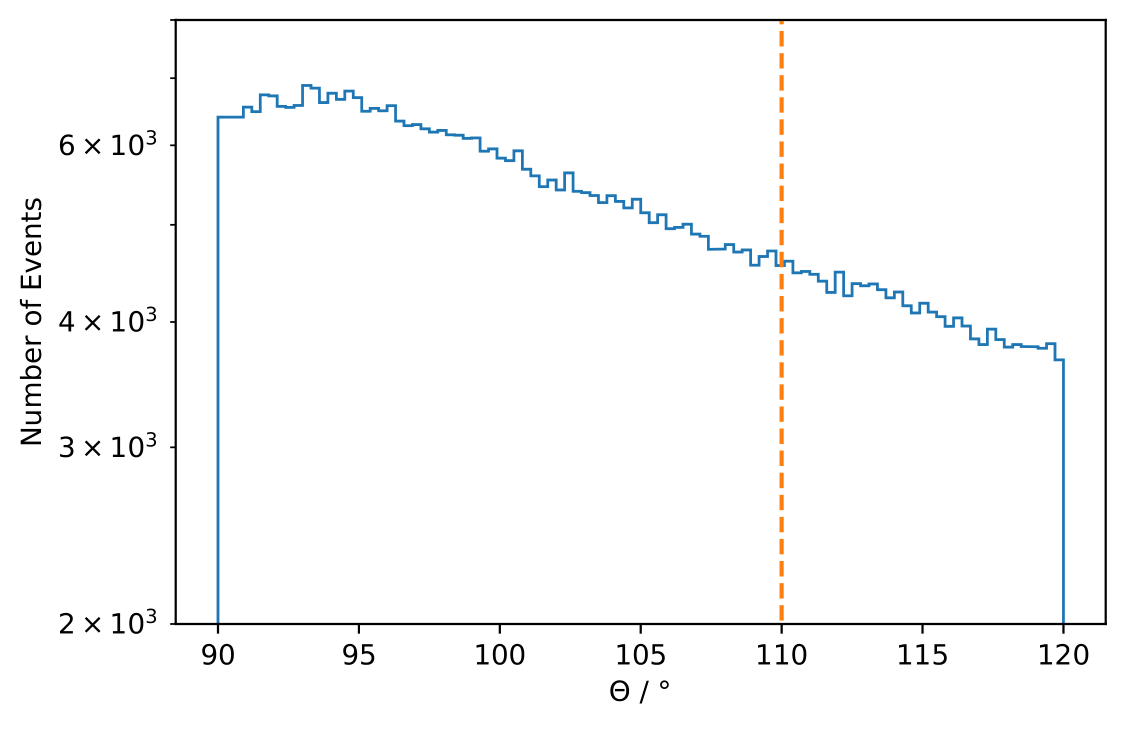 Number of Events
6 × 10³
4 × 10³
3 × 10³
2 × 10³
90 95 100 105 110 115 120
Θ / °